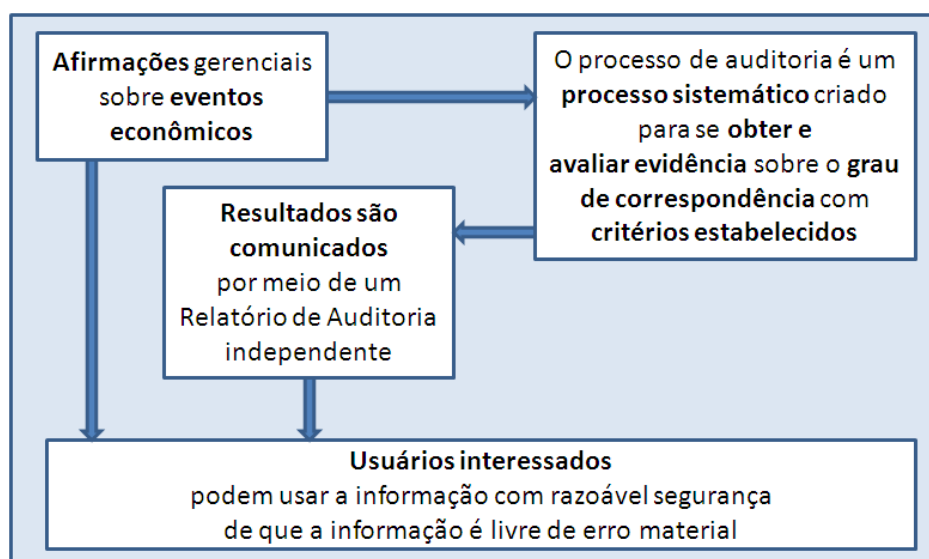 Afirmações gerenciais
sobre eventos
econômicos
O processo de auditoria é um
processo sistemático criado
para se obter e
avaliar evidência sobre o grau
de correspondência com
critérios estabelecidos
Resultados são
comunicados
por meio de um
Relatório de Auditoria
independente
Usuários interessados
podem usar a informação com razoável segurança
de que a informação é livre de erro material